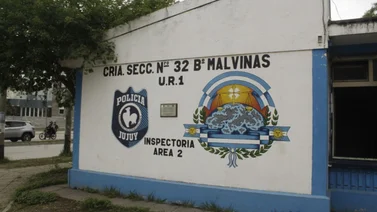 CRIA. SECC. Nº 32 Bº MALVINAS
U.R.1
POLICIA
JUJUY
INSPECTORIA
AREA 2